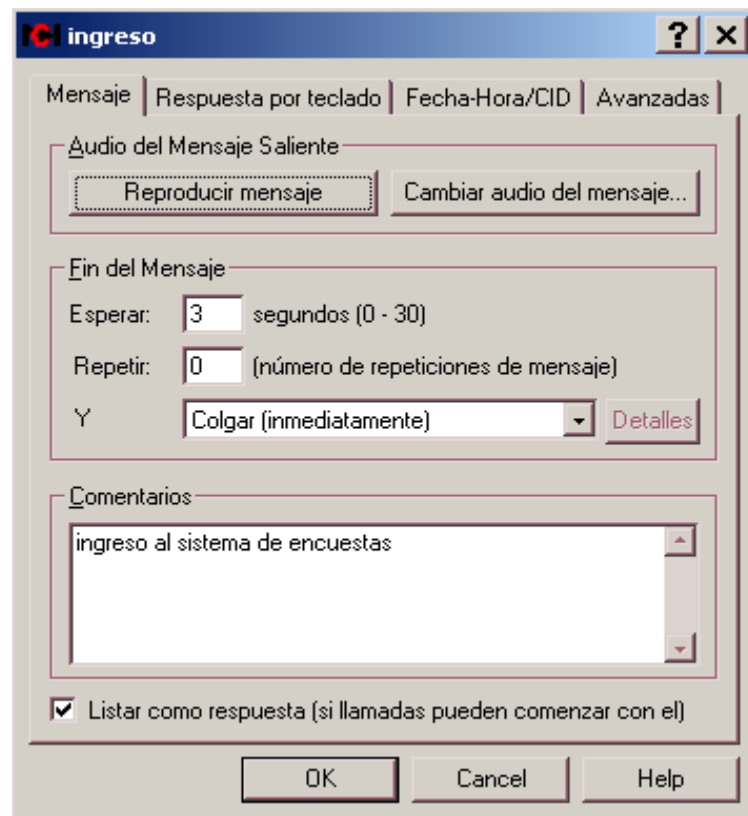 NCH ingreso ? ×
Mensaje Respuesta por teclado Fecha-Hora/CID Avanzadas
Audio del Mensaje Saliente
Reproducir mensaje Cambiar audio del mensaje...
Fin del Mensaje
Esperar: 3 segundos (0 - 30)
Repetir: 0 (número de repeticiones de mensaje)
Y Colgar (inmediatamente) Detalles
Comentarios
ingreso al sistema de encuestas
Listar como respuesta (si llamadas pueden comenzar con el)
OK Cancel Help